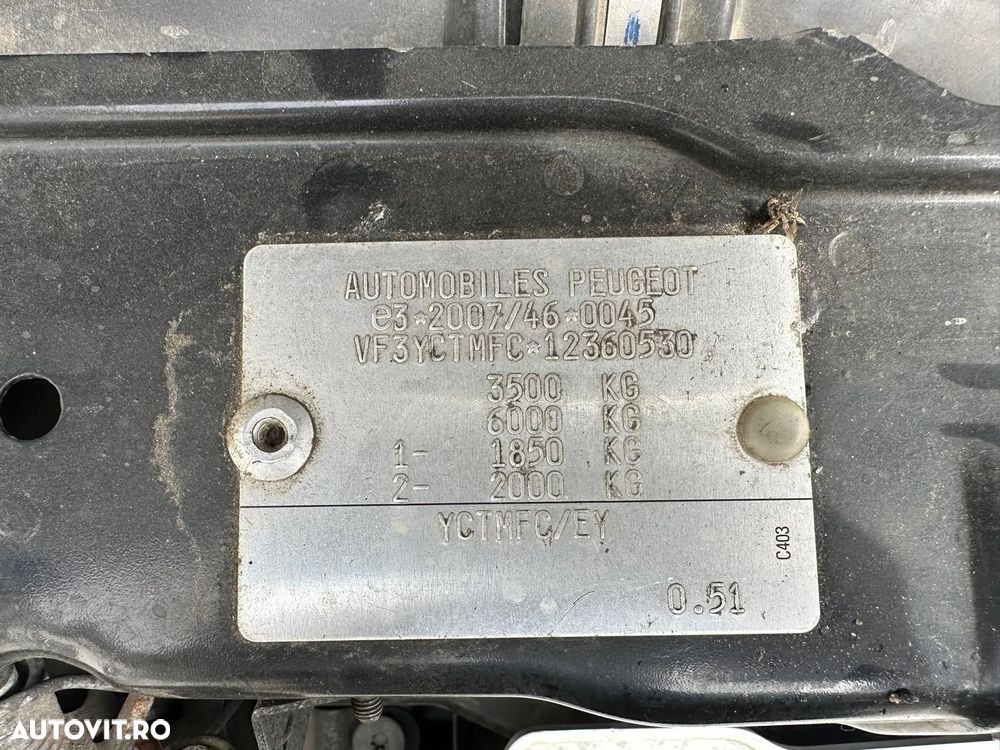 AUTOMOBILES PEUGEOT
e3*2007/46*0045
VF3YCTMFC*12360530
3500 KG
6000 KG
1- 1850 KG
2- 2000 KG
YCTMFC/EY
C403
0.51
AUTOVIT.RO